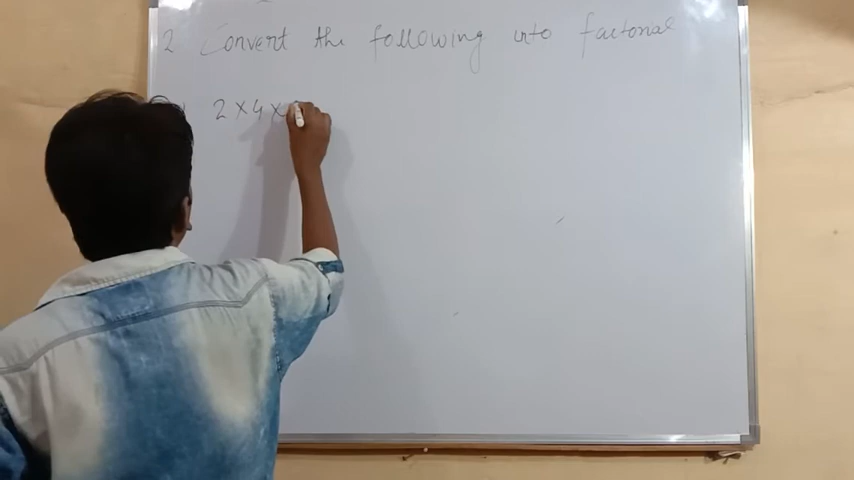 2 Convert the following into factorial
2 × 4 ×